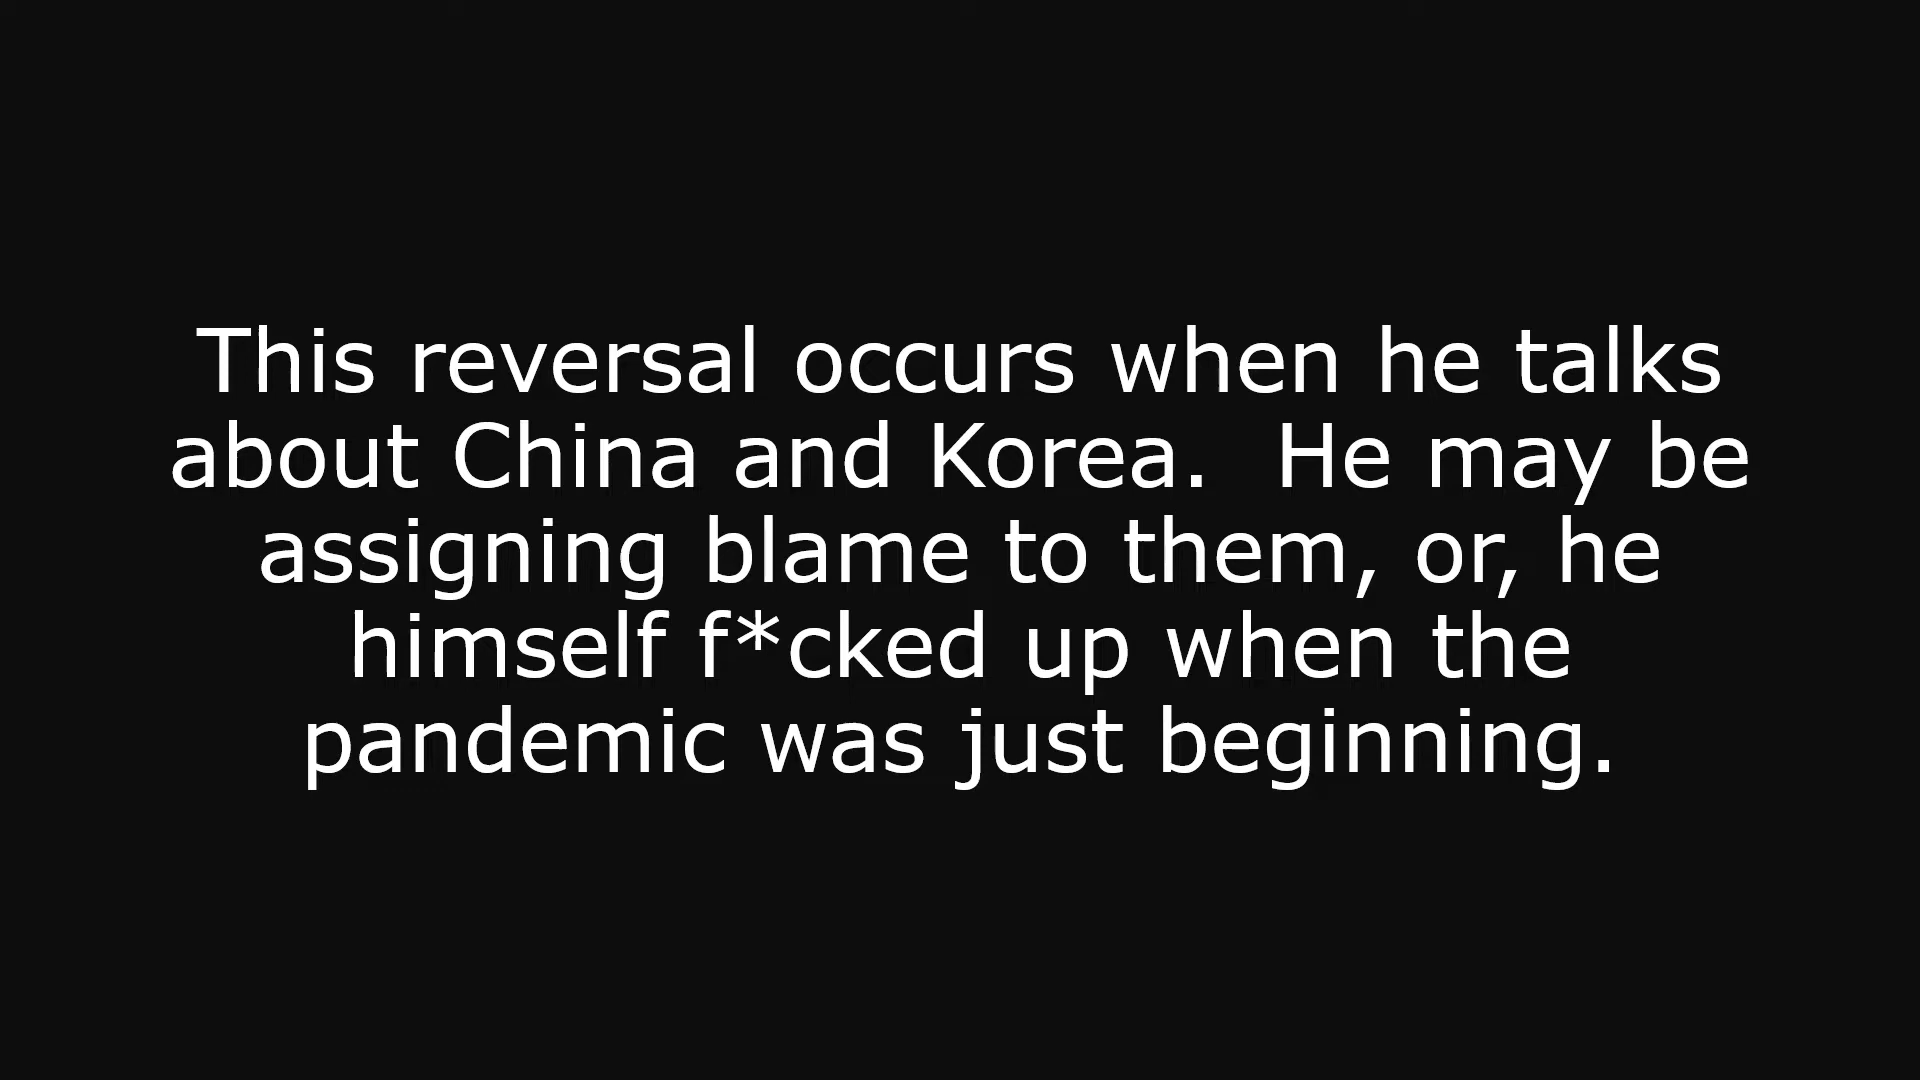 This reversal occurs when he talks
about China and Korea.  He may be
assigning blame to them, or, he
himself f*cked up when the
pandemic was just beginning.